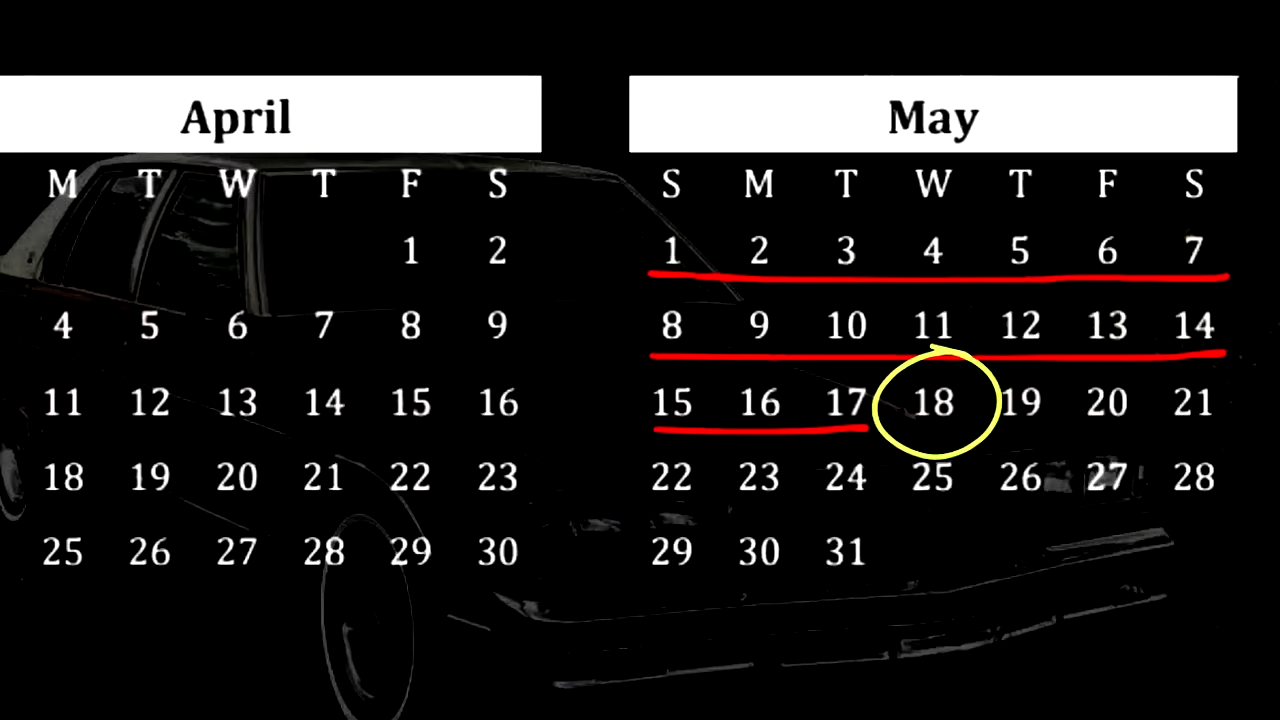 April
M T W T F S
1 2
4 5 6 7 8 9
11 12 13 14 15 16
18 19 20 21 22 23
25 26 27 28 29 30
May
S M T W T F S
1 2 3 4 5 6 7
8 9 10 11 12 13 14
15 16 17 18 19 20 21
22 23 24 25 26 27 28
29 30 31